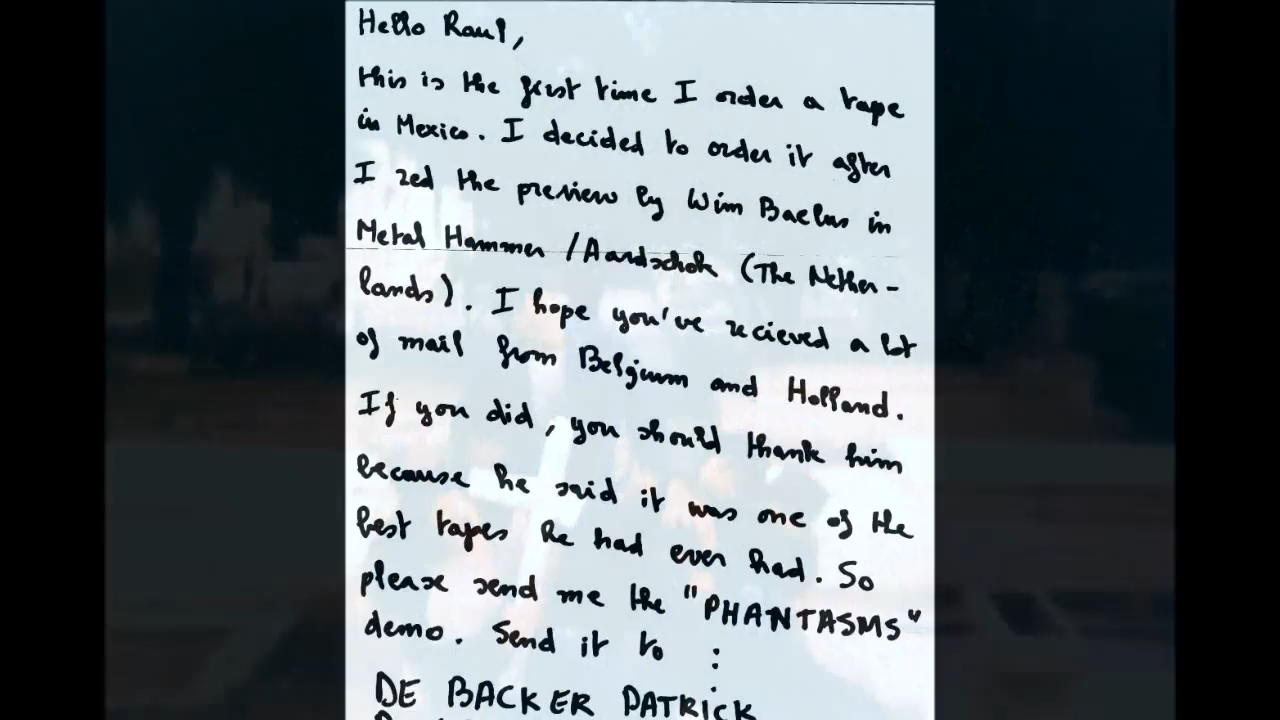 Hello Raul,
this is the first time I order a tape
in Mexico. I decided to order it after
I red the preview by Wim Baelus in
Metal Hammer / Aardschok (The Nether-
lands). I hope you've recieved a lot
of mail from Belgium and Holland.
If you did, you should thank him
because he said it was one of the
best tapes he had ever had. So
please send me the "PHANTASMS"
demo. Send it to :
DE BACKER PATRICK